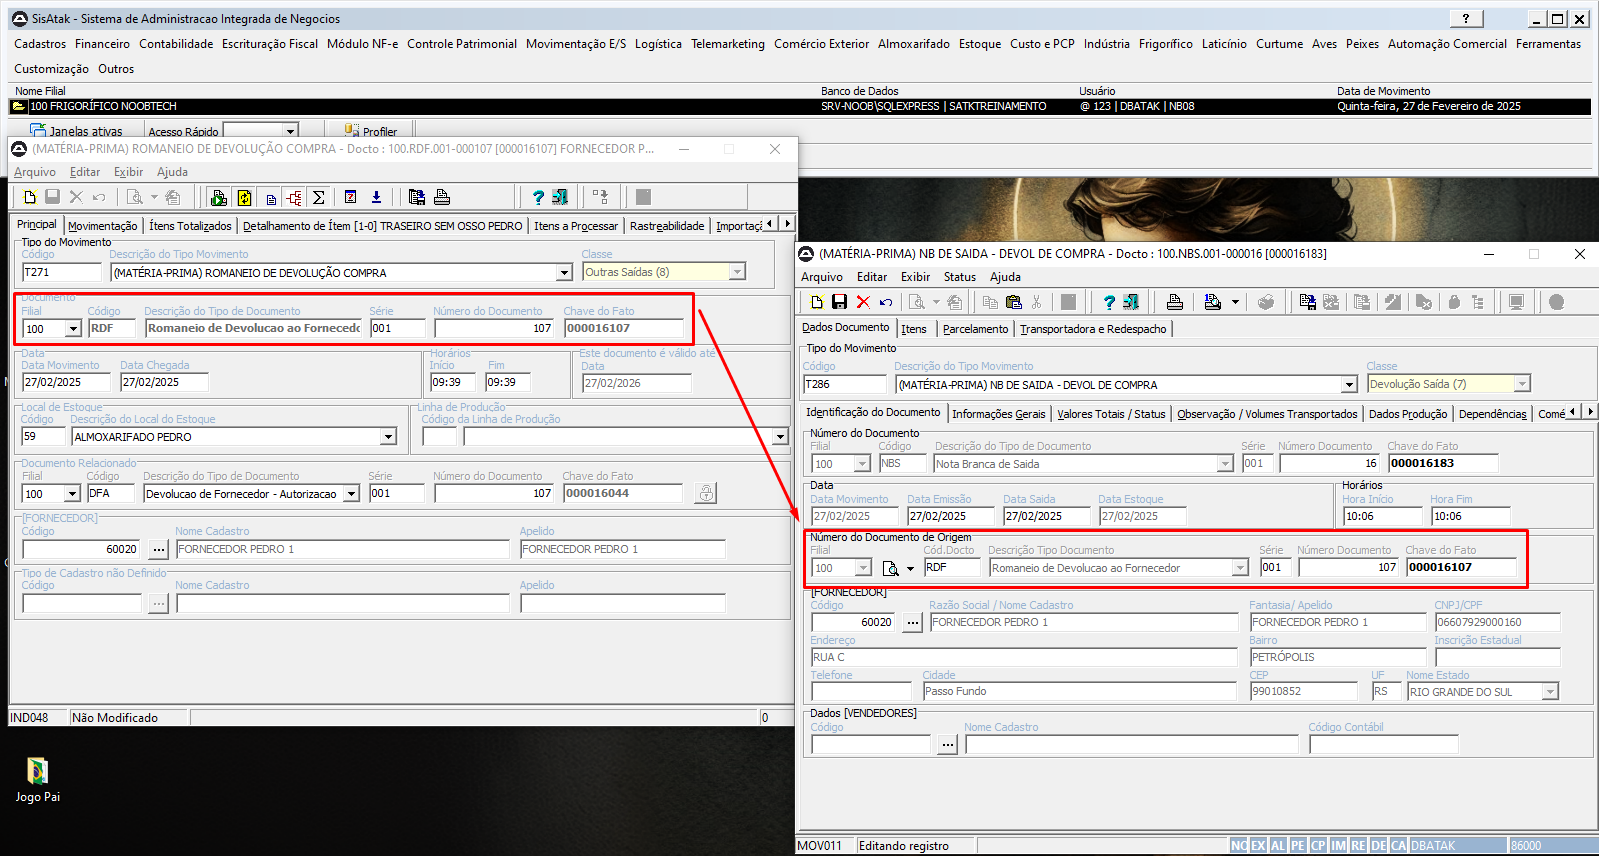 SisAtak - Sistema de Administracao Integrada de Negocios
?
Cadastros Financeiro Contabilidade Escrituração Fiscal Módulo NF-e Controle Patrimonial Movimentação E/S Logística Telemarketing Comércio Exterior Almoxarifado Estoque Custo e PCP Indústria Frigorífico Laticínio Curtume Aves Peixes Automação Comercial Ferramentas
Customização Outros
Nome Filial Banco de Dados Usuário Data de Movimento
100 FRIGORÍFICO NOOBTECH SRV-NOOB\SQLEXPRESS | SATKTREINAMENTO @ 123 | DBATAK | NB08 Quinta-feira, 27 de Fevereiro de 2025
Janelas ativas Acesso Rápido Profiler
(MATÉRIA-PRIMA) ROMANEIO DE DEVOLUÇÃO COMPRA - Docto : 100.RDF.001-000107 [000016107] FORNECEDOR P...
Arquivo Editar Exibir Ajuda
Principal Movimentação Ítens Totalizados Detalhamento de Ítem [1-0] TRASEIRO SEM OSSO PEDRO Itens a Processar Rastreabilidade Importaçã
Tipo do Movimento
Código Descrição do Tipo Movimento Classe
T271 (MATÉRIA-PRIMA) ROMANEIO DE DEVOLUÇÃO COMPRA Outras Saídas (8)
Documento
Filial Código Descrição do Tipo de Documento Série Número do Documento Chave do Fato
100 RDF Romaneio de Devolucao ao Fornecedo 001 107 000016107
Data Horários Este documento é válido até
Data Movimento Data Chegada Início Fim Data
27/02/2025 27/02/2025 09:39 09:39 27/02/2026
Local de Estoque Linha de Produção
Código Descrição do Local do Estoque Código da Linha de Produção
59 ALMOXARIFADO PEDRO
Documento Relacionado
Filial Código Descrição do Tipo de Documento Série Número do Documento Chave do Fato
100 DFA Devolucao de Fornecedor - Autorizacao 001 107 000016044
[FORNECEDOR]
Código Nome Cadastro Apelido
60020 ... FORNECEDOR PEDRO 1 FORNECEDOR PEDRO 1
Tipo de Cadastro não Definido
Código Nome Cadastro Apelido
...
IND048 Não Modificado 0
Jogo Pai
(MATÉRIA-PRIMA) NB DE SAIDA - DEVOL DE COMPRA - Docto : 100.NBS.001-000016 [000016183]
Arquivo Editar Exibir Status Ajuda
Dados Documento Itens Parcelamento Transportadora e Redespacho
Tipo do Movimento
Código Descrição do Tipo Movimento Classe
T286 (MATÉRIA-PRIMA) NB DE SAIDA - DEVOL DE COMPRA Devolução Saída (7)
Identificação do Documento Informações Gerais Valores Totais / Status Observação / Volumes Transportados Dados Produção Dependências Comé
Número do Documento
Filial Código Descrição do Tipo de Documento Série Número Documento Chave do Fato
100 NBS Nota Branca de Saida 001 16 000016183
Data Horários
Data Movimento Data Emissão Data Saida Data Estoque Hora Início Hora Fim
27/02/2025 27/02/2025 27/02/2025 27/02/2025 10:06 10:06
Número do Documento de Origem
Filial Cód.Docto Descrição Tipo Documento Série Número Documento Chave do Fato
100 RDF Romaneio de Devolucao ao Fornecedor 001 107 000016107
[FORNECEDOR]
Código Razão Social / Nome Cadastro Fantasia/ Apelido CNPJ/CPF
60020 ... FORNECEDOR PEDRO 1 FORNECEDOR PEDRO 1 06607929000160
Endereço Bairro Inscrição Estadual
RUA C PETRÓPOLIS
Telefone Cidade CEP UF Nome Estado
Passo Fundo 99010852 RS RIO GRANDE DO SUL
Dados [VENDEDORES]
Código Nome Cadastro Código Contábil
...
MOV011 Editando registro NO EX AL PE CP IM RE DE CA DBATAK 86000